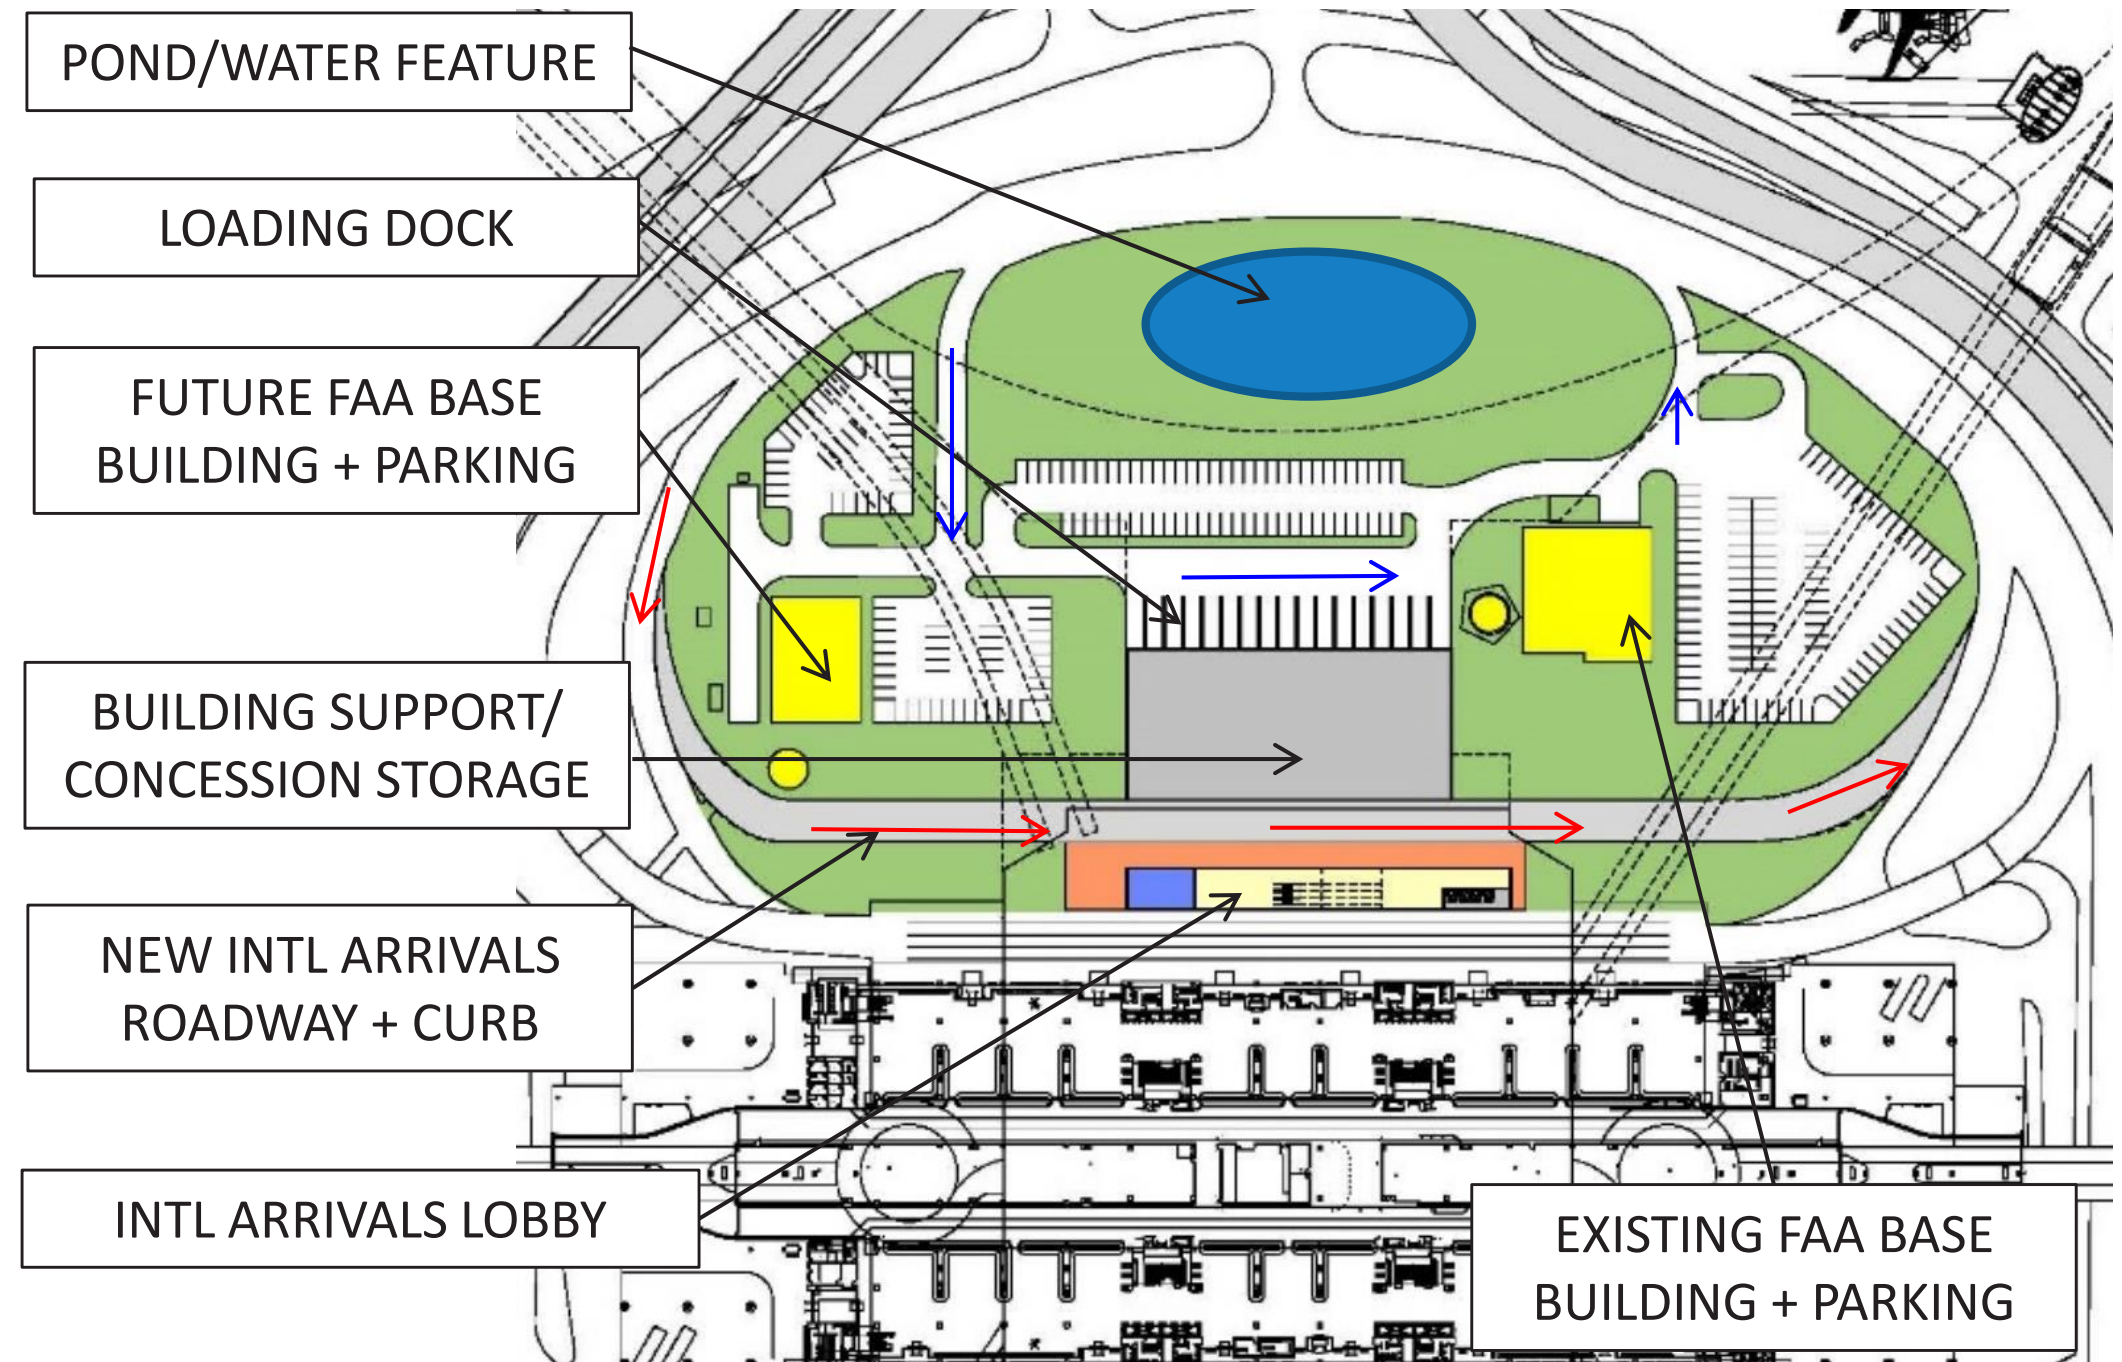 POND/WATER FEATURE
LOADING DOCK
FUTURE FAA BASE
BUILDING + PARKING
BUILDING SUPPORT/
CONCESSION STORAGE
NEW INTL ARRIVALS
ROADWAY + CURB
INTL ARRIVALS LOBBY
EXISTING FAA BASE
BUILDING + PARKING